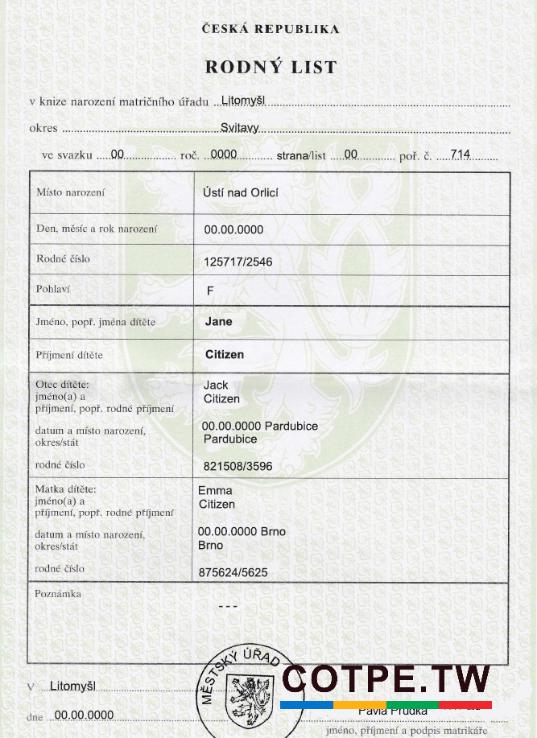 ČESKÁ REPUBLIKA
RODNÝ LIST
v knize narození matričního úřadu Litomyšl
okres Svitavy
ve svazku 00 roč. 0000 strana/list 00 poř. č. 714
Místo narození Ústí nad Orlicí
Den, měsíc a rok narození 00.00.0000
Rodné číslo 125717/2546
Pohlaví F
Jméno, popř. jména dítěte Jane
Příjmení dítěte Citizen
Otec dítěte: Jack
jméno(a) a Citizen
příjmení, popř. rodné příjmení
datum a místo narození, 00.00.0000 Pardubice
okres/stát Pardubice
rodné číslo 821508/3596
Matka dítěte: Emma
jméno(a) a Citizen
příjmení, popř. rodné příjmení
datum a místo narození, 00.00.0000 Brno
okres/stát Brno
rodné číslo 875624/5625
Poznámka
---
MĚSTSKÝ ÚŘAD
COTPE.TW
V Litomyšl
dne 00.00.0000
Pavla Prudka
jméno, příjmení a podpis matrikáře